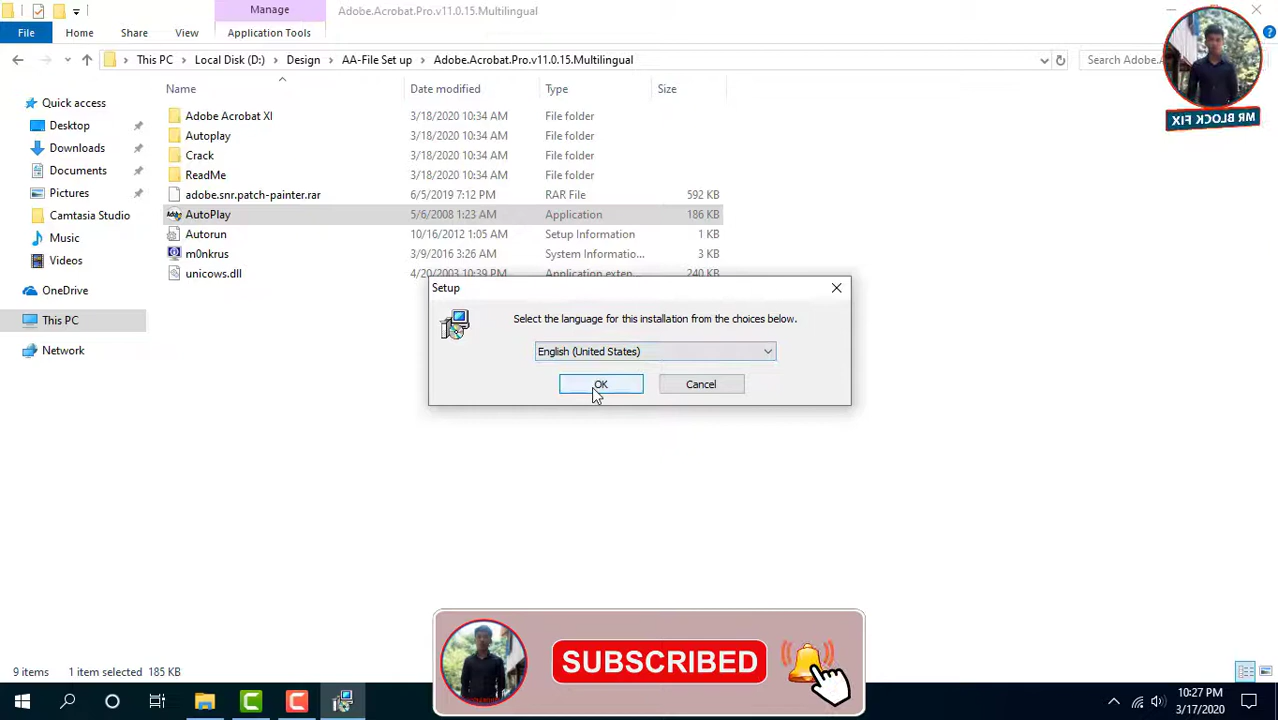 Manage
Adobe.Acrobat.Pro.v11.0.15.Multilingual
File
Home
Share
View
Application Tools
This PC
Local Disk (D:)
Design
AA-File Set up
Adobe.Acrobat.Pro.v11.0.15.Multilingual
Search Adobe.A
MR BLOCK FIX
Name
Date modified
Type
Size
Quick access
Desktop
Downloads
Documents
Pictures
Camtasia Studio
Music
Videos
OneDrive
This PC
Network
Adobe Acrobat XI 3/18/2020 10:34 AM File folder
Autoplay 3/18/2020 10:34 AM File folder
Crack 3/18/2020 10:34 AM File folder
ReadMe 3/18/2020 10:34 AM File folder
adobe.snr.patch-painter.rar 6/5/2019 7:12 PM RAR File 592 KB
AutoPlay 5/6/2008 1:23 AM Application 186 KB
Autorun 10/16/2012 1:05 AM Setup Information 1 KB
m0nkrus 3/9/2016 3:26 AM System Informatio... 3 KB
unicows.dll 4/20/2003 10:39 PM Application exten... 240 KB
Setup
Select the language for this installation from the choices below.
English (United States)
OK
Cancel
SUBSCRIBED
9 items
1 item selected 185 KB
10:27 PM
3/17/2020